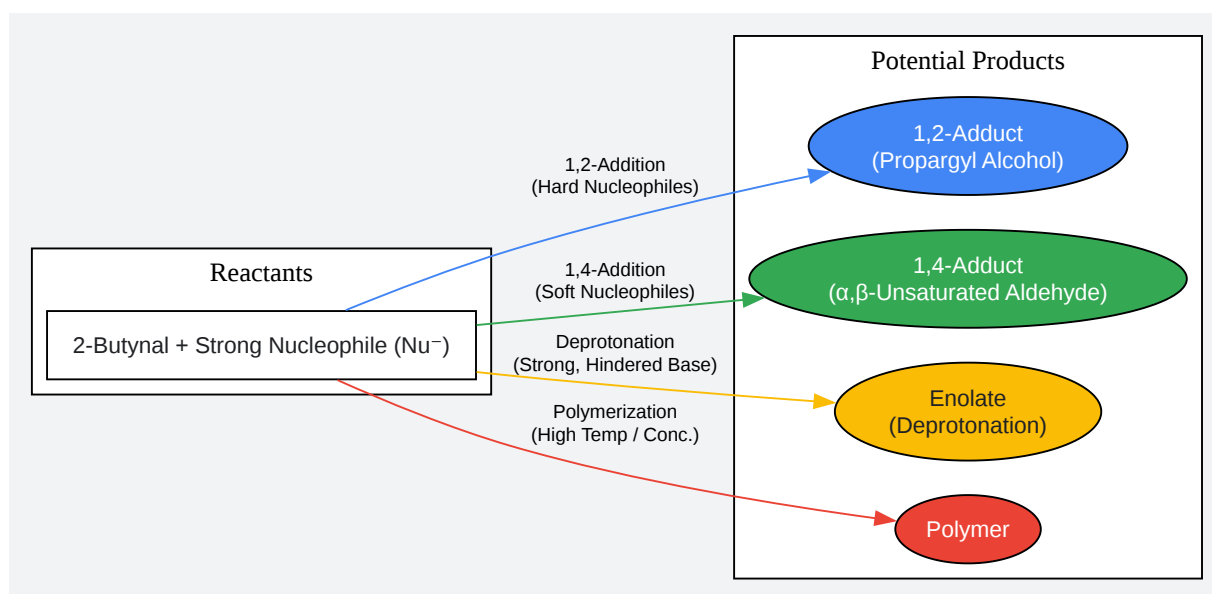 Potential Products
1,2-Adduct
(Propargyl Alcohol)
1,2-Addition
(Hard Nucleophiles)
Reactants
2-Butynal + Strong Nucleophile (Nu⁻)
1,4-Addition
(Soft Nucleophiles)
1,4-Adduct
(α,β-Unsaturated Aldehyde)
Deprotonation
(Strong, Hindered Base)
Enolate
(Deprotonation)
Polymerization
(High Temp / Conc.)
Polymer